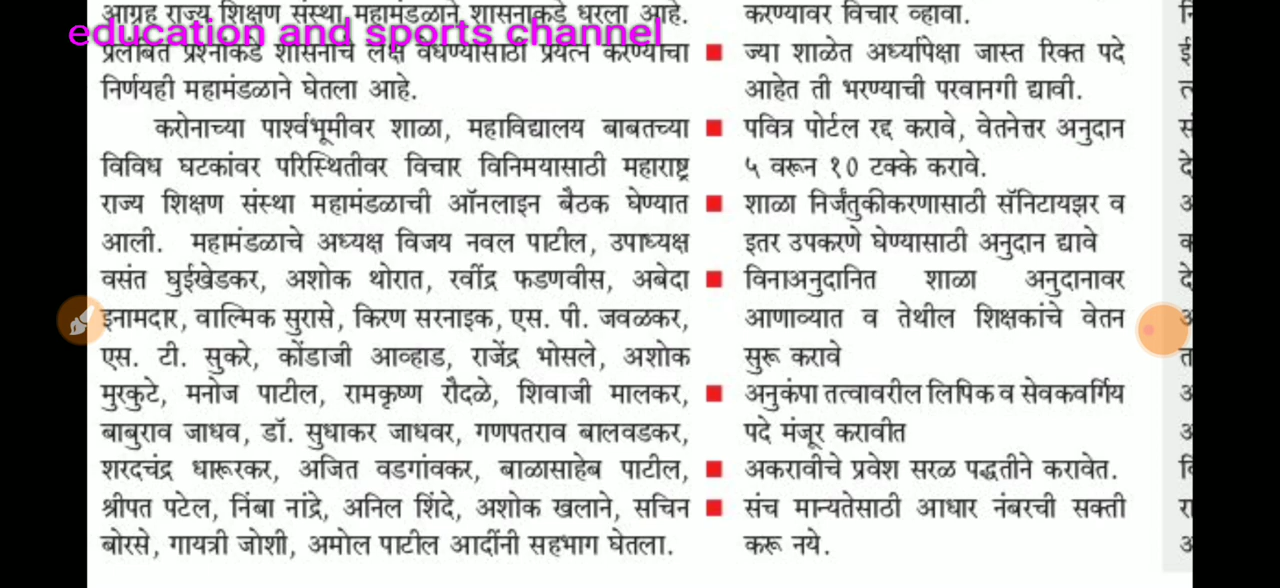 आग्रह राज्य शिक्षण संस्था महामंडळाने शासनाकडे धरला आहे.
education and sports channel
प्रलंबित प्रश्नांकडे शासनाचे लक्ष वेधण्यासाठी प्रयत्न करण्याचा
निर्णयही महामंडळाने घेतला आहे.
करोनाच्या पार्श्वभूमीवर शाळा, महाविद्यालय बाबतच्या
विविध घटकांवर परिस्थितीवर विचार विनिमयासाठी महाराष्ट्र
राज्य शिक्षण संस्था महामंडळाची ऑनलाइन बैठक घेण्यात
आली. महामंडळाचे अध्यक्ष विजय नवल पाटील, उपाध्यक्ष
वसंत घुईखेडकर, अशोक थोरात, रवींद्र फडणवीस, अबेदा
इनामदार, वाल्मिक सुरासे, किरण सरनाइक, एस. पी. जवळकर,
एस. टी. सुकरे, कोंडाजी आव्हाड, राजेंद्र भोसले, अशोक
मुरकुटे, मनोज पाटील, रामकृष्ण रौदळे, शिवाजी मालकर,
बाबुराव जाधव, डॉ. सुधाकर जाधवर, गणपतराव बालवडकर,
शरदचंद्र धारूरकर, अजित वडगांवकर, बाळासाहेब पाटील,
श्रीपत पटेल, निंबा नांद्रे, अनिल शिंदे, अशोक खलाने, सचिन
बोरसे, गायत्री जोशी, अमोल पाटील आदींनी सहभाग घेतला.
करण्यावर विचार व्हावा.
ज्या शाळेत अर्ध्यापेक्षा जास्त रिक्त पदे
आहेत ती भरण्याची परवानगी द्यावी.
पवित्र पोर्टल रद्द करावे, वेतनेत्तर अनुदान
५ वरून १० टक्के करावे.
शाळा निर्जंतुकीकरणासाठी सॅनिटायझर व
इतर उपकरणे घेण्यासाठी अनुदान द्यावे
विनाअनुदानित शाळा अनुदानावर
आणाव्यात व तेथील शिक्षकांचे वेतन
सुरू करावे
अनुकंपा तत्वावरील लिपिक व सेवकवर्गिय
पदे मंजूर करावीत
अकरावीचे प्रवेश सरळ पद्धतीने करावेत.
संच मान्यतेसाठी आधार नंबरची सक्ती
करू नये.